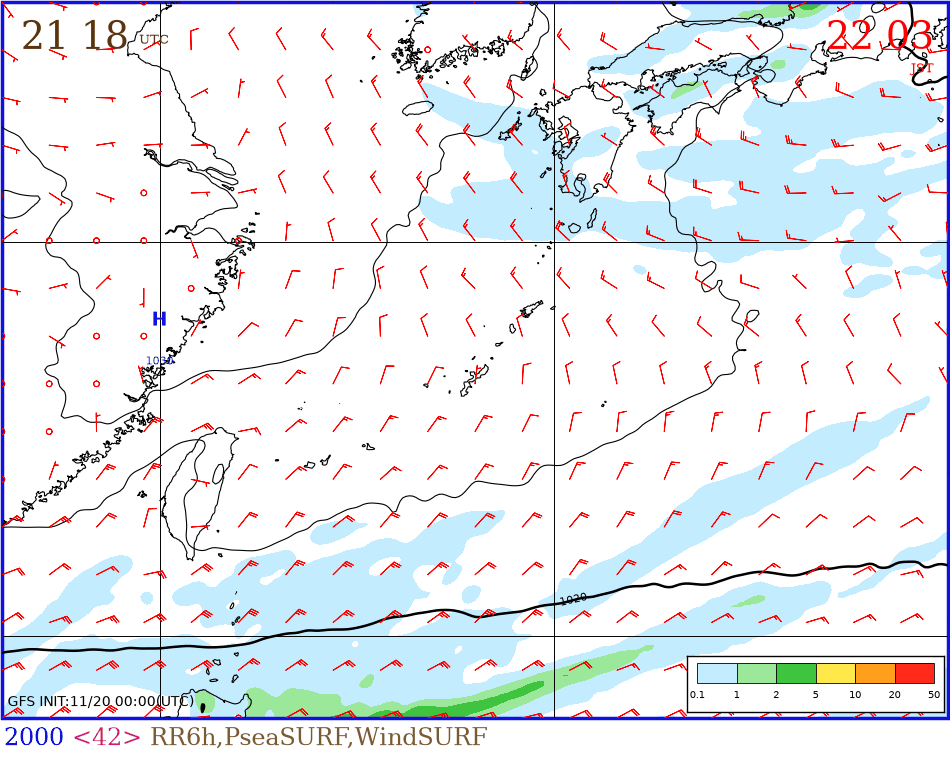 21 18 UTC 22 03
JST
H
1030
1020
0.1 1 2 5 10 20 50
GFS INIT:11/20 00:00(UTC)
2000 <42> RR6h,PseaSURF,WindSURF